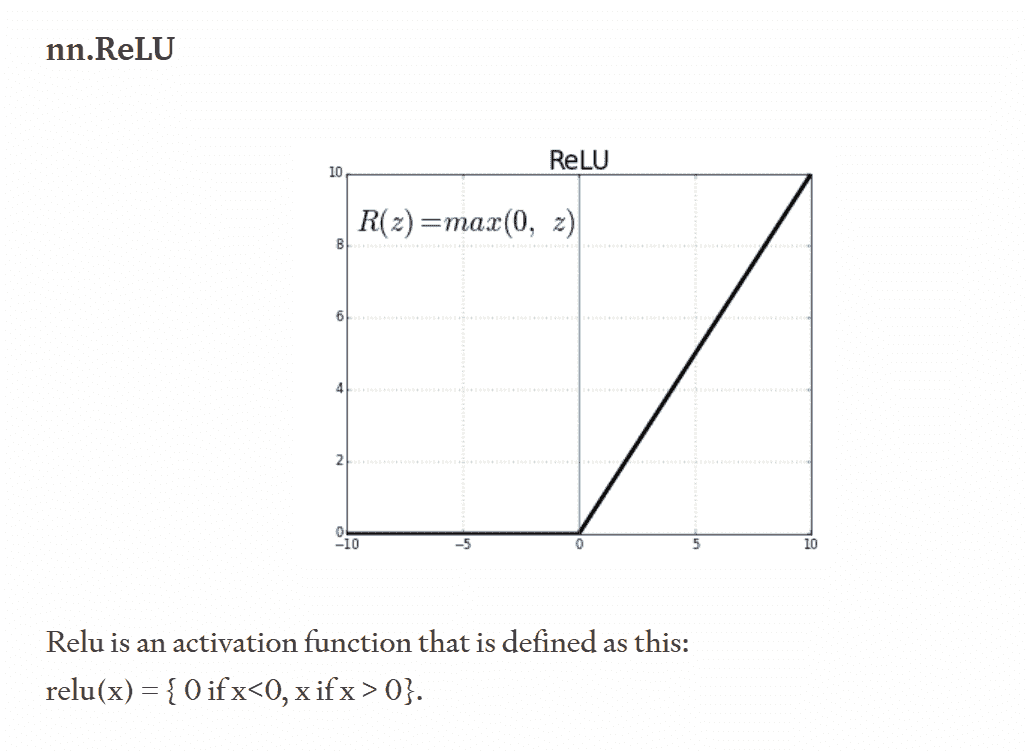 nn.ReLU
ReLU
10
R(z)=max(0, z)
8
6
4
2
0
−10 −5 0 5 10
Relu is an activation function that is defined as this:
relu(x) = { 0 if x<0, x if x > 0}.